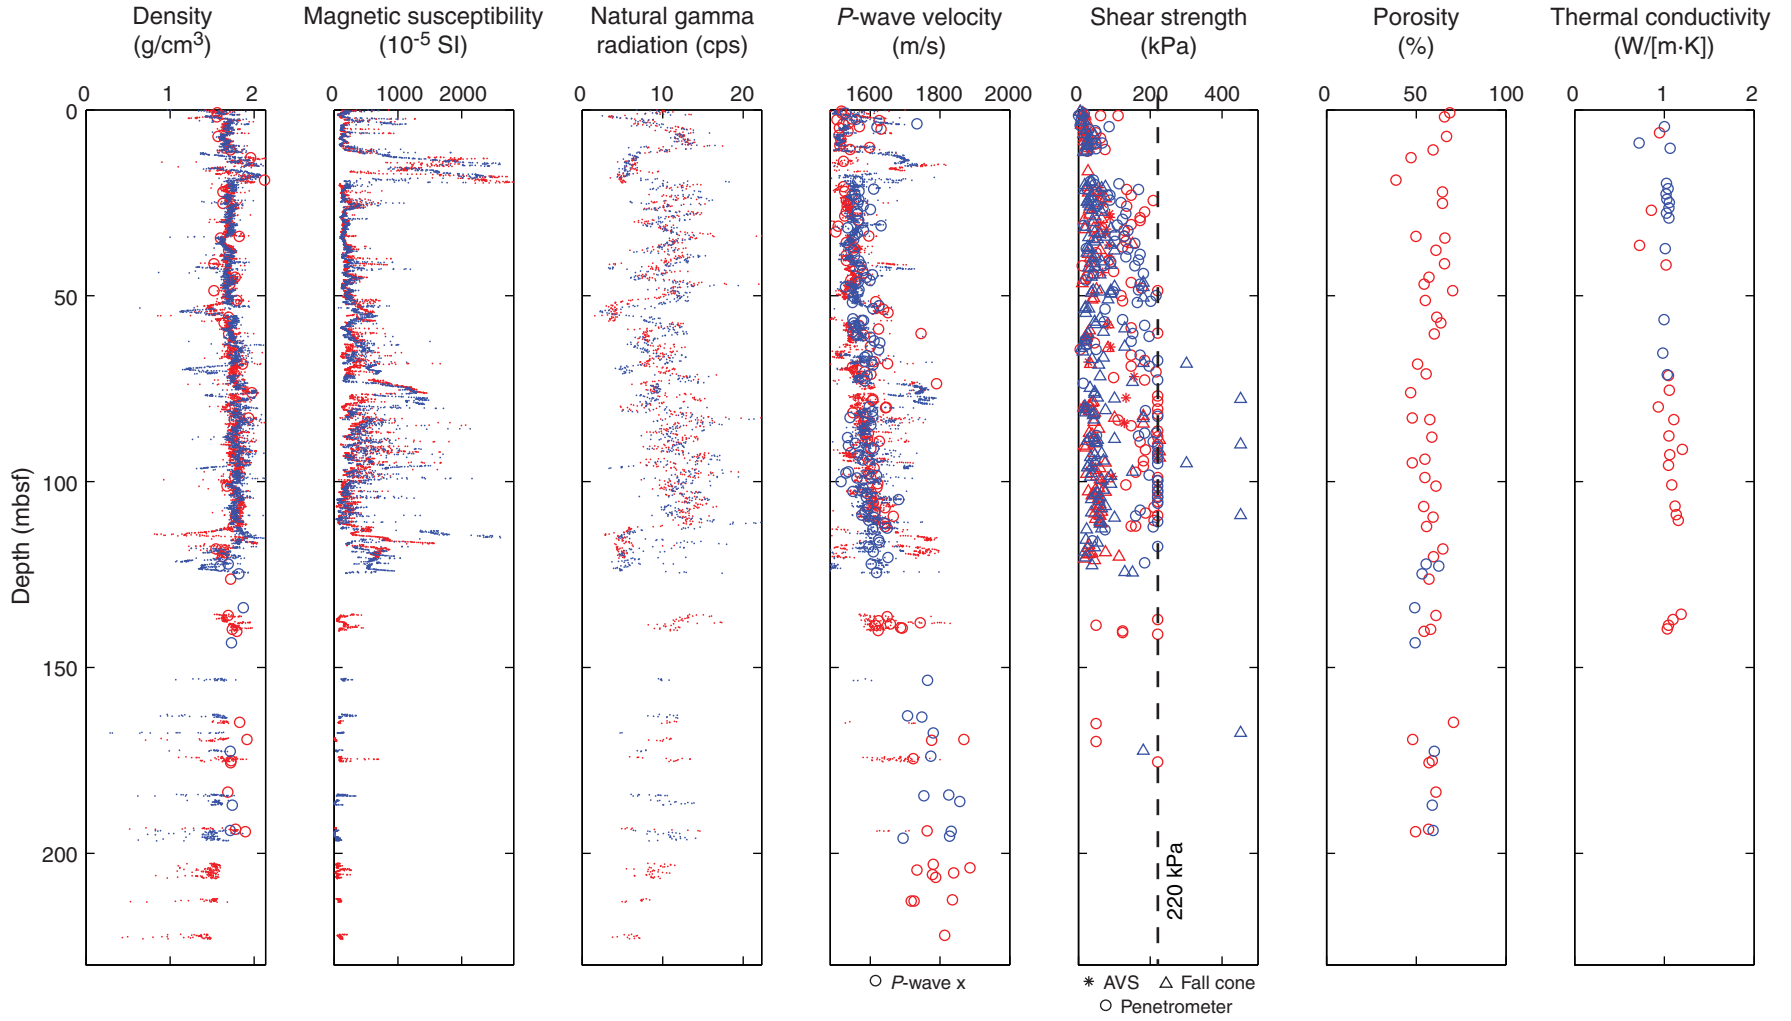 Density
(g/cm³)
Magnetic susceptibility
(10⁻⁵ SI)
Natural gamma
radiation (cps)
P-wave velocity
(m/s)
Shear strength
(kPa)
Porosity
(%)
Thermal conductivity
(W/[m·K])
0 1 2
0 1000 2000
0 10 20
1600 1800 2000
0 200 400
0 50 100
0 1 2
0
50
100
150
200
Depth (mbsf)
220 kPa
P-wave x
AVS
Fall cone
Penetrometer